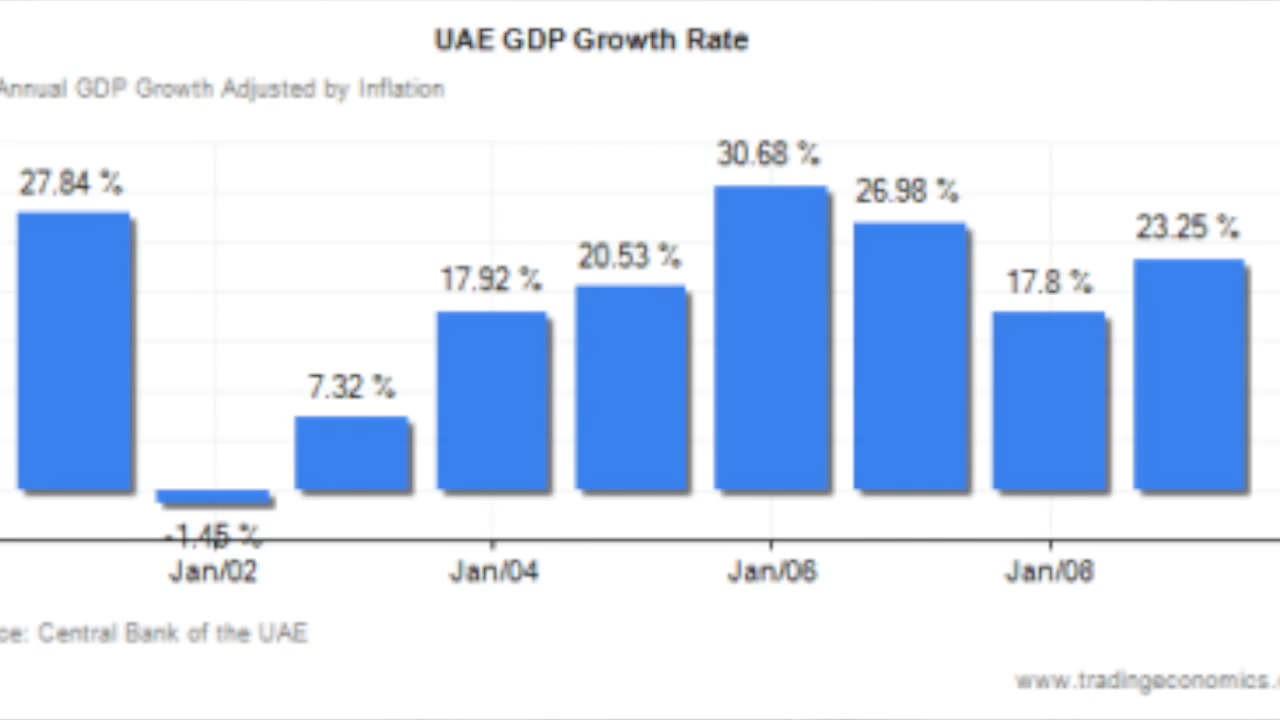 UAE GDP Growth Rate
Annual GDP Growth Adjusted by Inflation
27.84 %
-1.45 %
7.32 %
17.92 %
20.53 %
30.68 %
26.98 %
17.8 %
23.25 %
Jan/02 Jan/04 Jan/06 Jan/08
ce: Central Bank of the UAE
www.tradingeconomics.